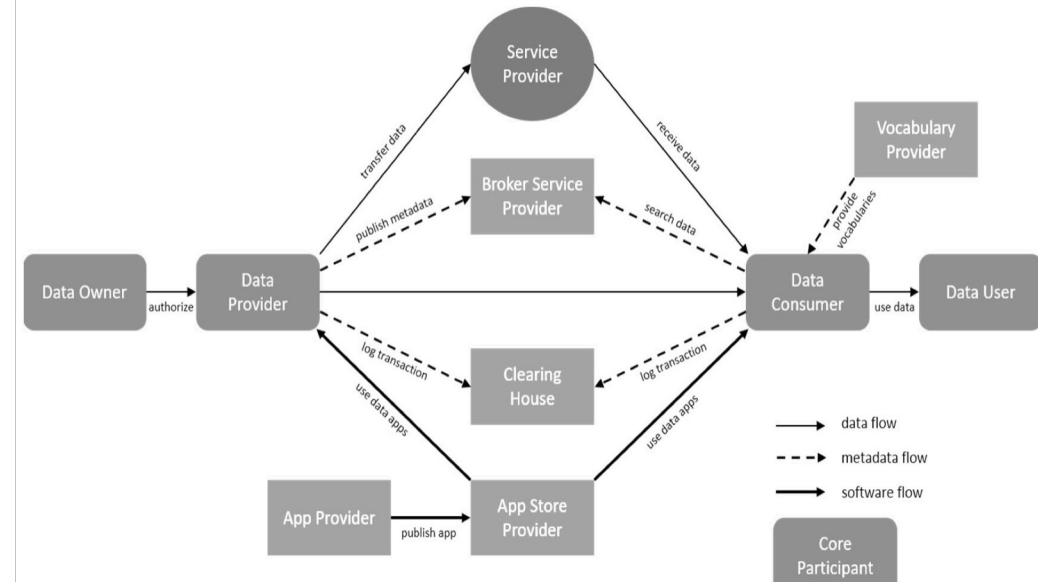 Service
Provider
transfer data
receive data
Vocabulary
Provider
Broker Service
Provider
publish metadata
search data
provide
vocabularies
Data Owner
authorize
Data
Provider
Data
Consumer
use data
Data User
log transaction
log transaction
Clearing
House
use data apps
use data apps
data flow
metadata flow
software flow
App Provider
publish app
App Store
Provider
Core
Participant